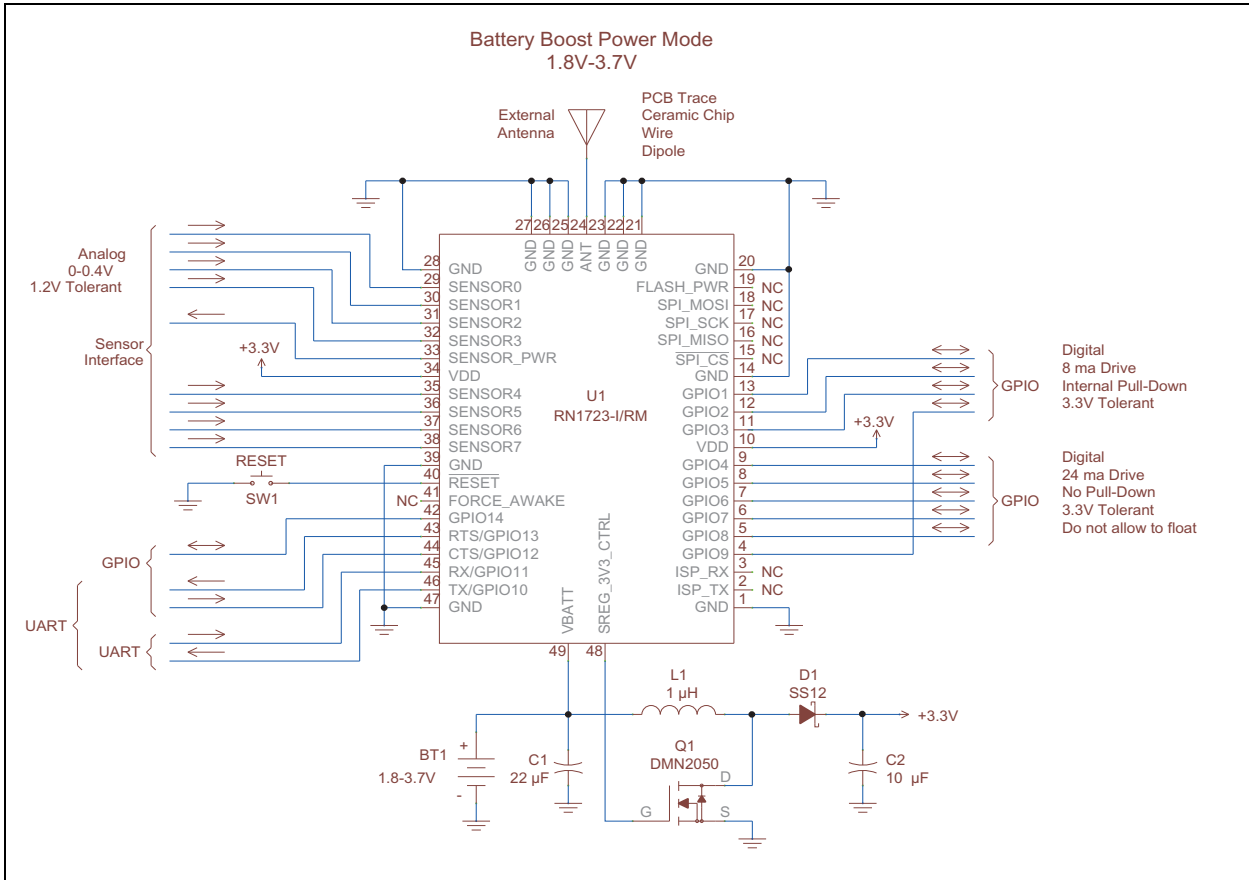 Battery Boost Power Mode
1.8V-3.7V
External
Antenna
PCB Trace
Ceramic Chip
Wire
Dipole
27 26 25 24 23 22 21
GND GND GND ANT GND GND GND
Analog
0-0.4V
1.2V Tolerant
Sensor
Interface
+3.3V
28 GND
29 SENSOR0
30 SENSOR1
31 SENSOR2
32 SENSOR3
33 SENSOR_PWR
34 VDD
35 SENSOR4
36 SENSOR5
37 SENSOR6
38 SENSOR7
39 GND
40 RESET
NC 41 FORCE_AWAKE
42 GPIO14
43 RTS/GPIO13
44 CTS/GPIO12
45 RX/GPIO11
46 TX/GPIO10
47 GND
RESET
SW1
GPIO
UART
UART
U1
RN1723-I/RM
GND 20
FLASH_PWR 19 NC
SPI_MOSI 18 NC
SPI_SCK 17 NC
SPI_MISO 16 NC
SPI_CS 15 NC
GND 14
GPIO1 13
GPIO2 12
GPIO3 11
VDD 10
GPIO4 9
GPIO5 8
GPIO6 7
GPIO7 6
GPIO8 5
GPIO9 4
ISP_RX 3 NC
ISP_TX 2 NC
GND 1
+3.3V
GPIO
Digital
8 ma Drive
Internal Pull-Down
3.3V Tolerant
GPIO
Digital
24 ma Drive
No Pull-Down
3.3V Tolerant
Do not allow to float
VBATT SREG_3V3_CTRL
49 48
L1
1 µH
D1
SS12
+3.3V
BT1
1.8-3.7V
+
-
C1
22 µF
Q1
DMN2050
D
G
S
C2
10 µF